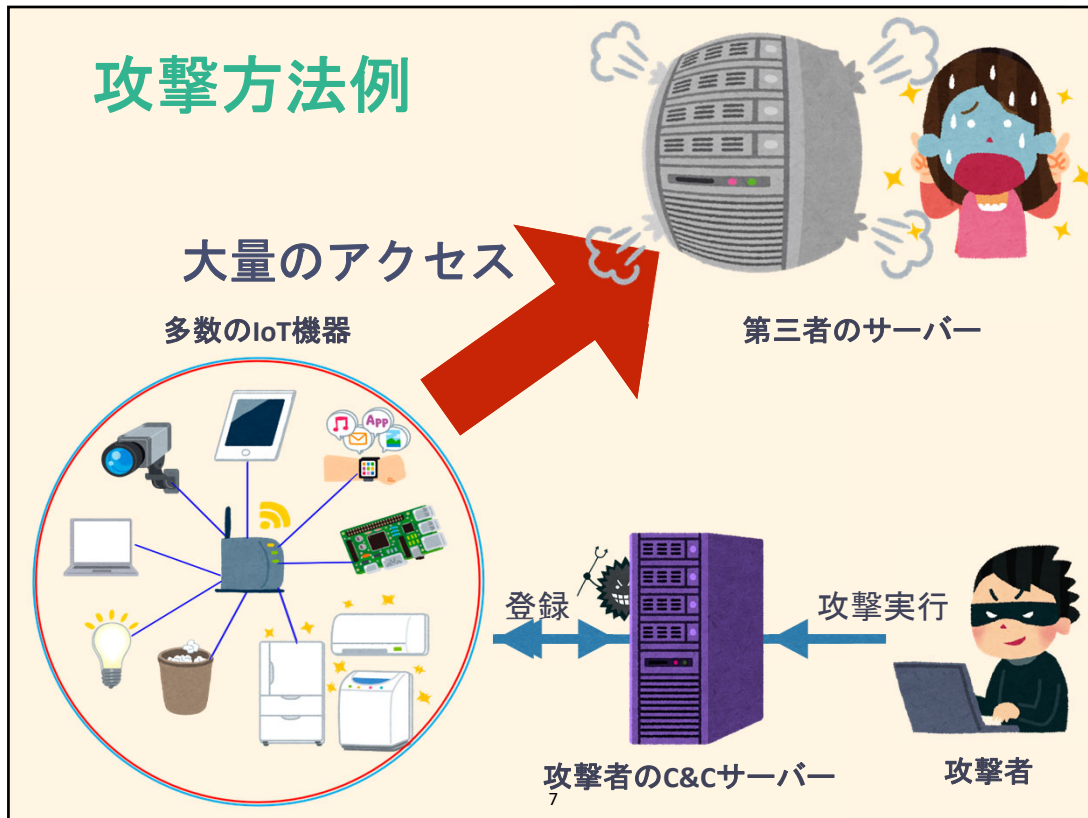 攻撃方法例
大量のアクセス
多数のIoT機器
第三者のサーバー
App
登録
攻撃実行
攻撃者のC&Cサーバー
攻撃者
7